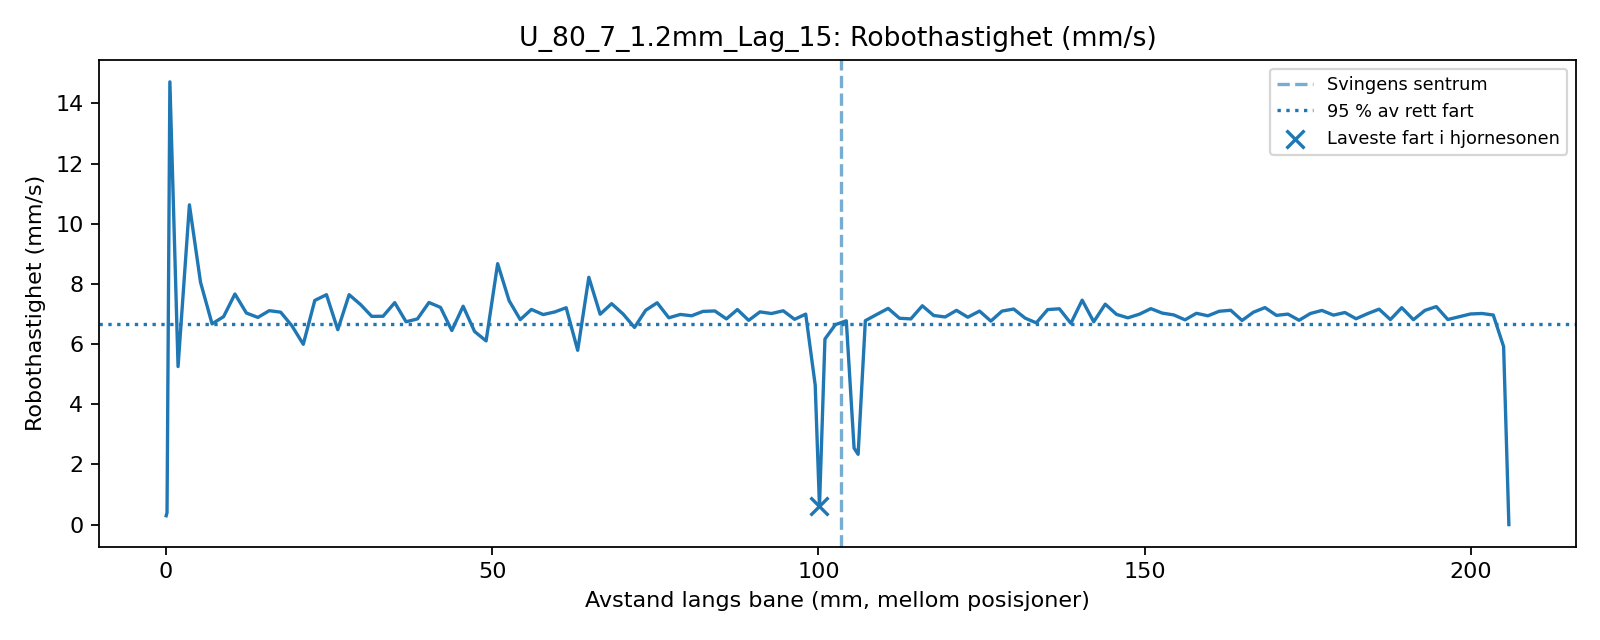 U_80_7_1.2mm_Lag_15: Robothastighet (mm/s)
Svingens sentrum
95 % av rett fart
Laveste fart i hjornesonen
Robothastighet (mm/s)
14
12
10
8
6
4
2
0
0 50 100 150 200
Avstand langs bane (mm, mellom posisjoner)